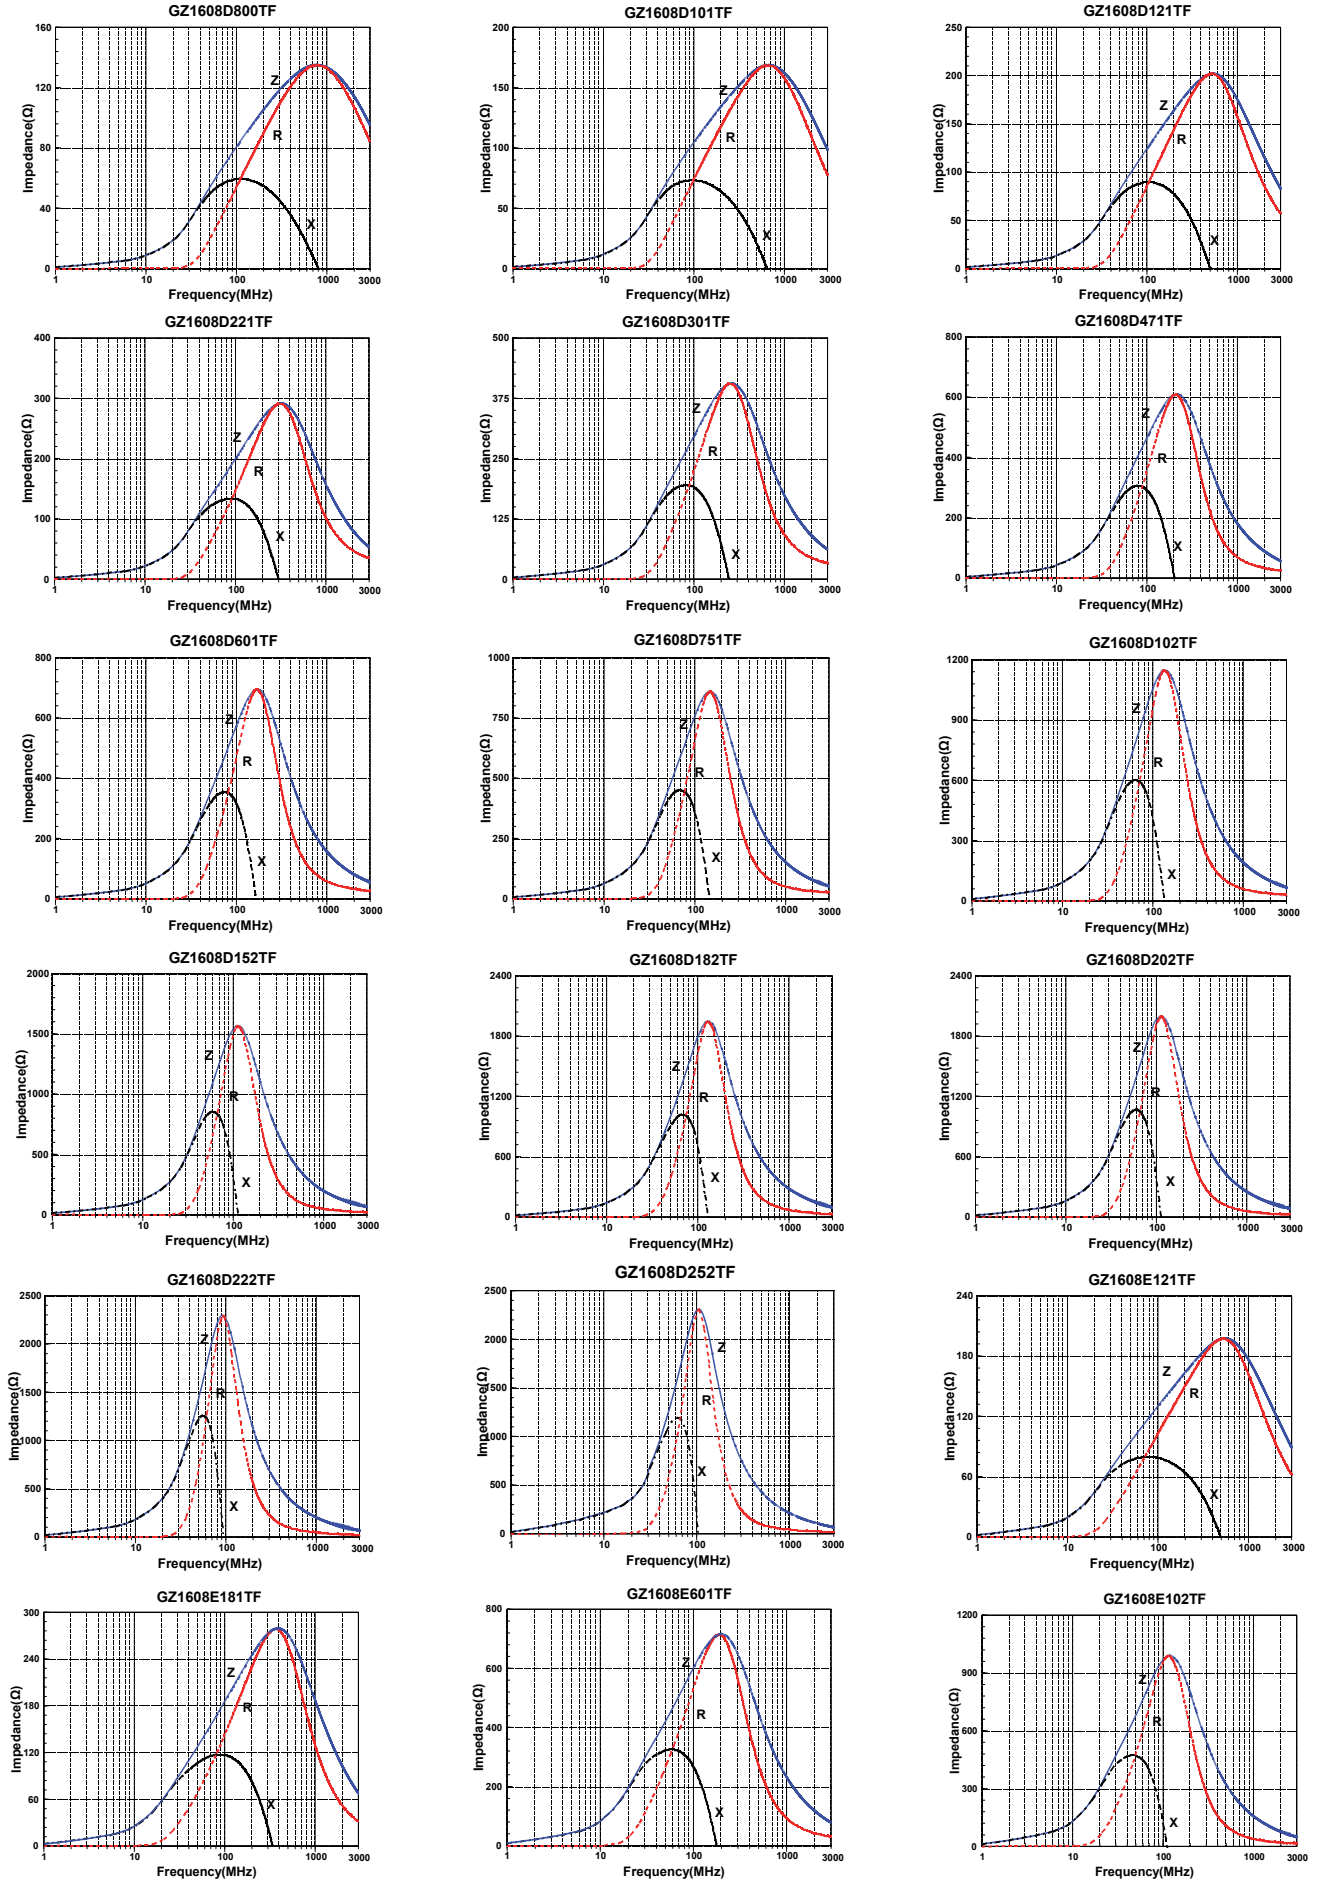 GZ1608D800TF
160
120
80
40
0
Impedance(Ω)
Z
R
X
1
10
100
1000
3000
Frequency(MHz)
GZ1608D101TF
200
150
100
50
0
Impedance(Ω)
Z
R
X
1
10
100
1000
3000
Frequency(MHz)
GZ1608D121TF
250
200
150
100
50
0
Impedance(Ω)
Z
R
X
1
10
100
1000
3000
Frequency(MHz)
GZ1608D221TF
400
300
200
100
0
Impedance(Ω)
Z
R
X
1
10
100
1000
3000
Frequency(MHz)
GZ1608D301TF
500
375
250
125
0
Impedance(Ω)
Z
R
X
1
10
100
1000
3000
Frequency(MHz)
GZ1608D471TF
800
600
400
200
0
Impedance(Ω)
Z
R
X
1
10
100
1000
3000
Frequency(MHz)
GZ1608D601TF
800
600
400
200
0
Impedance(Ω)
Z
R
X
1
10
100
1000
3000
Frequency(MHz)
GZ1608D751TF
1000
750
500
250
0
Impedance(Ω)
Z
R
X
1
10
100
1000
3000
Frequency(MHz)
GZ1608D102TF
1200
900
600
300
0
Impedance(Ω)
Z
R
X
1
10
100
1000
3000
Frequency(MHz)
GZ1608D152TF
2000
1500
1000
500
0
Impedance(Ω)
Z
R
X
1
10
100
1000
3000
Frequency(MHz)
GZ1608D182TF
2400
1800
1200
600
0
Impedance(Ω)
Z
R
X
1
10
100
1000
3000
Frequency(MHz)
GZ1608D202TF
2400
1800
1200
600
0
Impedance(Ω)
Z
R
X
1
10
100
1000
3000
Frequency(MHz)
GZ1608D222TF
2500
2000
1500
1000
500
0
Impedance(Ω)
Z
R
X
1
10
100
1000
3000
Frequency(MHz)
GZ1608D252TF
2500
2000
1500
1000
500
0
Impedance(Ω)
Z
R
X
1
10
100
1000
3000
Frequency(MHz)
GZ1608E121TF
240
180
120
60
0
Impedance(Ω)
Z
R
X
1
10
100
1000
3000
Frequency(MHz)
GZ1608E181TF
300
240
180
120
60
0
Impedance(Ω)
Z
R
X
1
10
100
1000
3000
Frequency(MHz)
GZ1608E601TF
800
600
400
200
0
Impedance(Ω)
Z
R
X
1
10
100
1000
3000
Frequency(MHz)
GZ1608E102TF
1200
900
600
300
0
Impedance(Ω)
Z
R
X
1
10
100
1000
3000
Frequency(MHz)